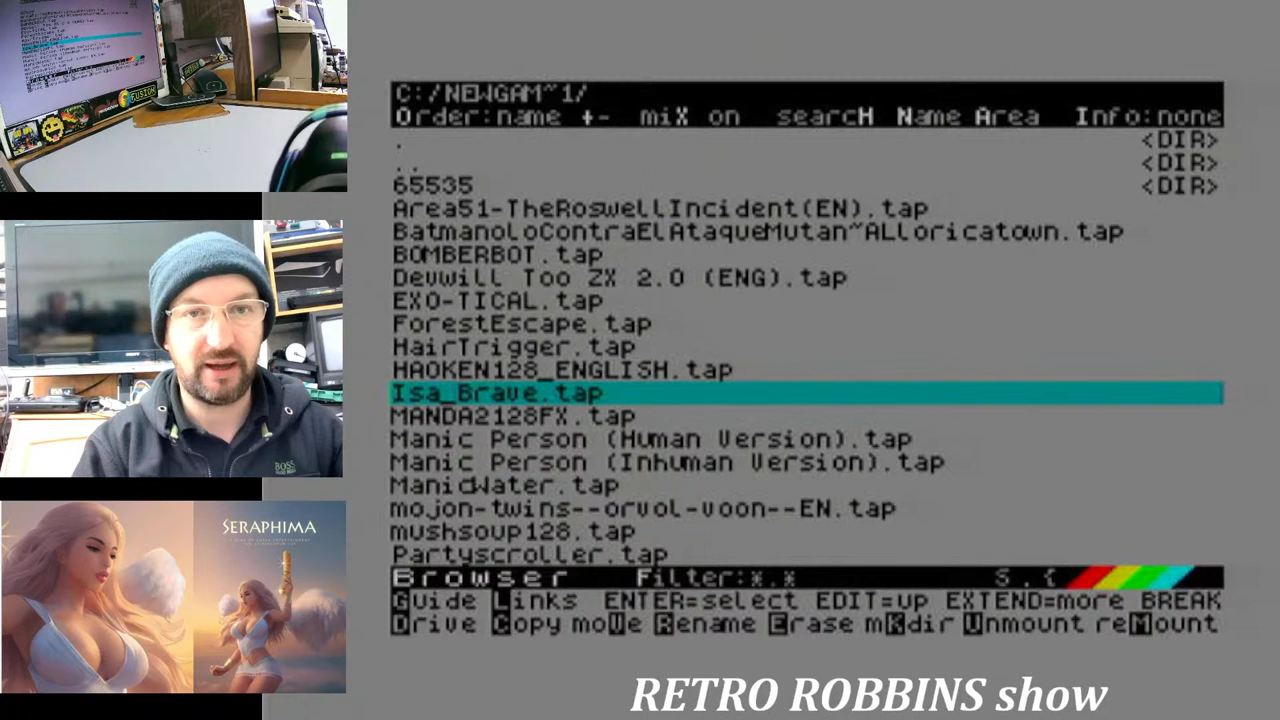 C:/NEWGAM~1/
Order:name +- miX on searcH Name Area Info:none
. <DIR>
.. <DIR>
65535 <DIR>
Area51-TheRoswellIncident(EN).tap
BatmanoLoContraElAtaqueMutan~ALloricatown.tap
BOMBERBOT.tap
Devwill Too ZX 2.0 (ENG).tap
EXO-TICAL.tap
ForestEscape.tap
HairTrigger.tap
HAOKEN128_ENGLISH.tap
Isa_Brave.tap
MANDA2128FX.tap
Manic Person (Human Version).tap
Manic Person (Inhuman Version).tap
ManicWater.tap
mojon-twins--orvol-voon--EN.tap
mushsoup128.tap
Partyscroller.tap
Browser Filter:*.*
Guide Links ENTER=select EDIT=up EXTEND=more BREAK
Drive Copy moVe Rename Erase mKdir Unmount reMount
FUSION
BOSS
SERAPHIMA
RETRO ROBBINS show